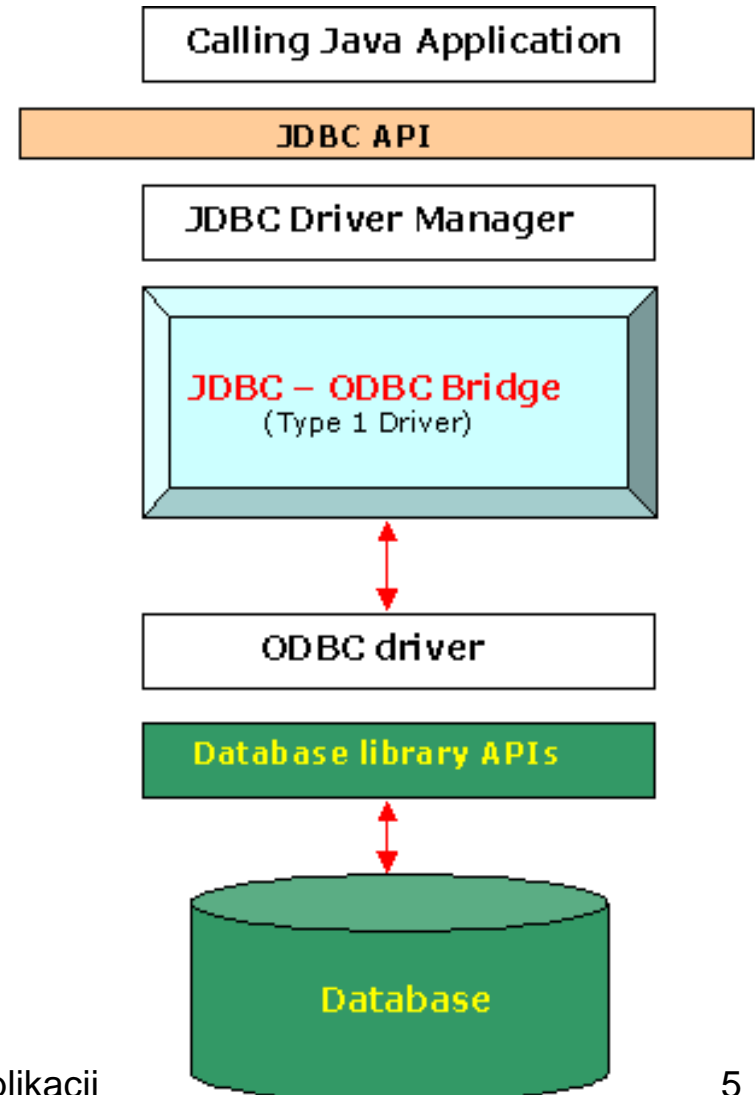 Calling Java Application
JDBC API
JDBC Driver Manager
JDBC – ODBC Bridge
(Type 1 Driver)
ODBC driver
Database library APIs
Database
plikacji 5